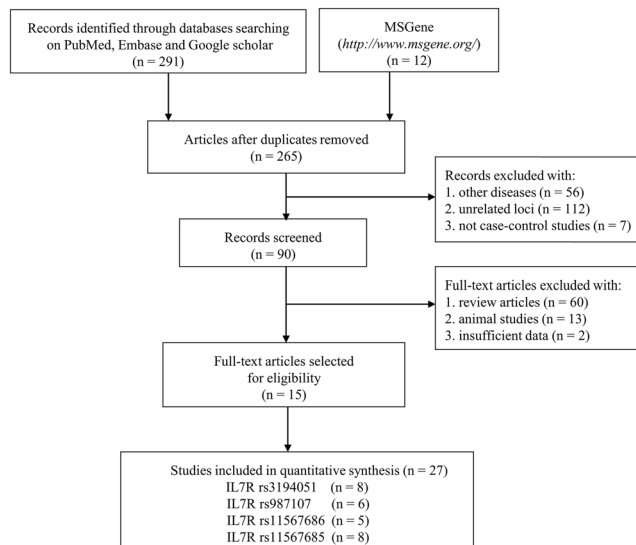 Records identified through databases searching
on PubMed, Embase and Google scholar
(n = 291)
MSGene
(http://www.msgene.org/)
(n = 12)
Articles after duplicates removed
(n = 265)
Records excluded with:
1. other diseases (n = 56)
2. unrelated loci (n = 112)
3. not case-control studies (n = 7)
Records screened
(n = 90)
Full-text articles excluded with:
1. review articles (n = 60)
2. animal studies (n = 13)
3. insufficient data (n = 2)
Full-text articles selected
for eligibility
(n = 15)
Studies included in quantitative synthesis (n = 27)
IL7R rs3194051 (n = 8)
IL7R rs987107 (n = 6)
IL7R rs11567686 (n = 5)
IL7R rs11567685 (n = 8)